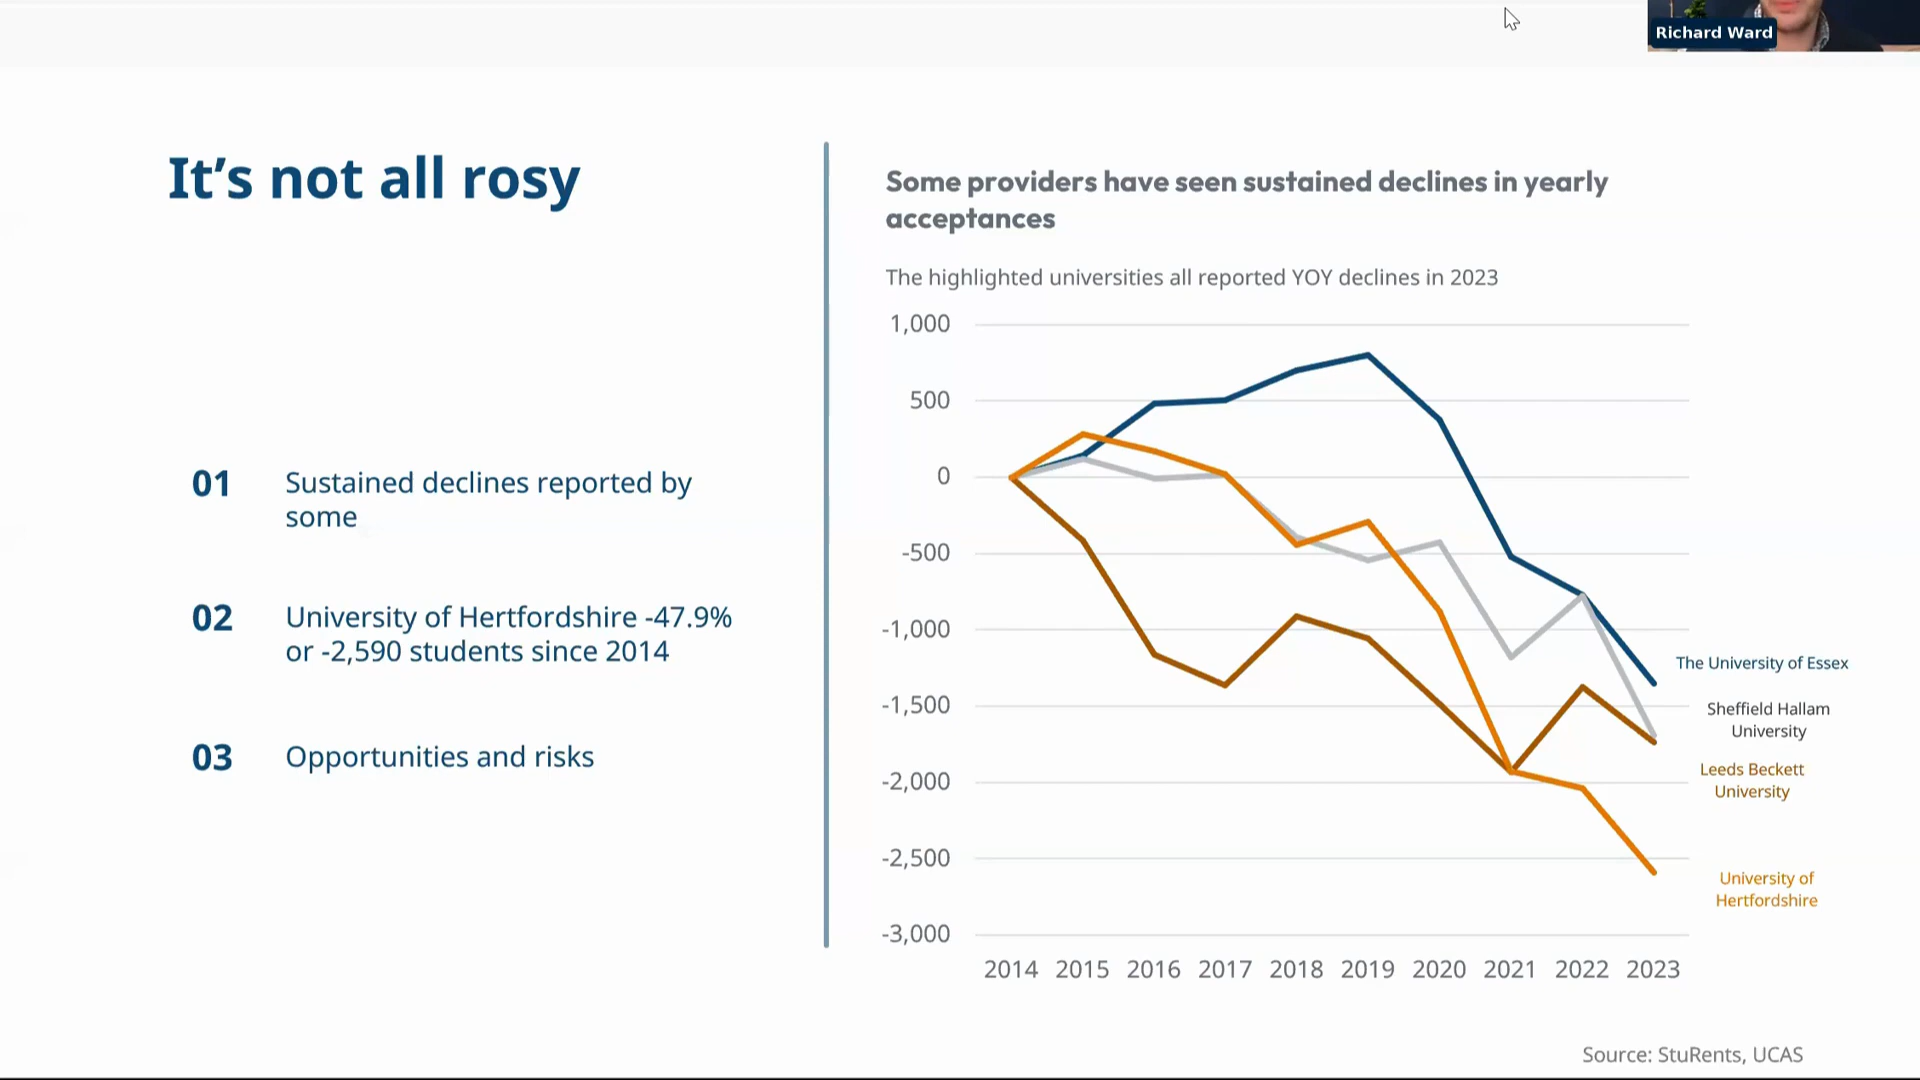 Richard Ward
It’s not all rosy
01 Sustained declines reported by
some
02 University of Hertfordshire -47.9%
or -2,590 students since 2014
03 Opportunities and risks
Some providers have seen sustained declines in yearly
acceptances
The highlighted universities all reported YOY declines in 2023
1,000
500
0
-500
-1,000
-1,500
-2,000
-2,500
-3,000
2014 2015 2016 2017 2018 2019 2020 2021 2022 2023
The University of Essex
Sheffield Hallam
University
Leeds Beckett
University
University of
Hertfordshire
Source: StuRents, UCAS